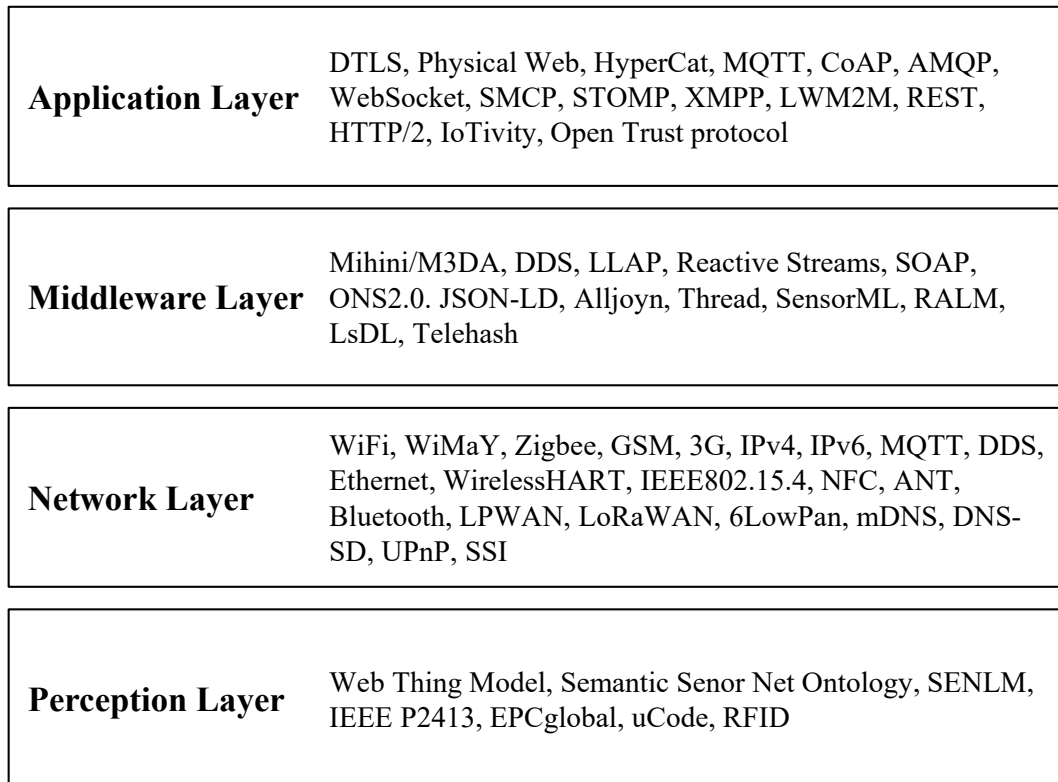 Application Layer
DTLS, Physical Web, HyperCat, MQTT, CoAP, AMQP,
WebSocket, SMCP, STOMP, XMPP, LWM2M, REST,
HTTP/2, IoTivity, Open Trust protocol
Middleware Layer
Mihini/M3DA, DDS, LLAP, Reactive Streams, SOAP,
ONS2.0. JSON-LD, Alljoyn, Thread, SensorML, RALM,
LsDL, Telehash
Network Layer
WiFi, WiMaY, Zigbee, GSM, 3G, IPv4, IPv6, MQTT, DDS,
Ethernet, WirelessHART, IEEE802.15.4, NFC, ANT,
Bluetooth, LPWAN, LoRaWAN, 6LowPan, mDNS, DNS-
SD, UPnP, SSI
Perception Layer
Web Thing Model, Semantic Senor Net Ontology, SENLM,
IEEE P2413, EPCglobal, uCode, RFID